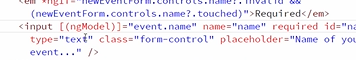 <em *ngIf="newEventForm.controls.name?.invalid &&
(newEventForm.controls.name?.touched)">Required</em>
<input [(ngModel)]="event.name" name="name" required id="na
type="text" class="form-control" placeholder="Name of you
event..." />